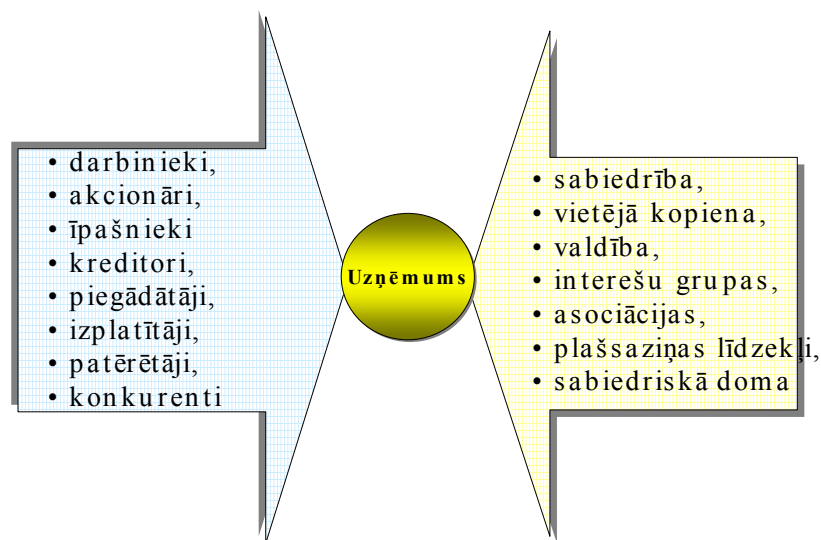 • darbinieki,
• akcionāri,
• īpašnieki
• kreditori,
• piegādātāji,
• izplatītāji,
• patērētāji,
• konkurenti
Uzņēmums
• sabiedrība,
• vietējā kopiena,
• valdība,
• interešu grupas,
• asociācijas,
• plašsaziņas līdzekļi,
• sabiedriskā doma